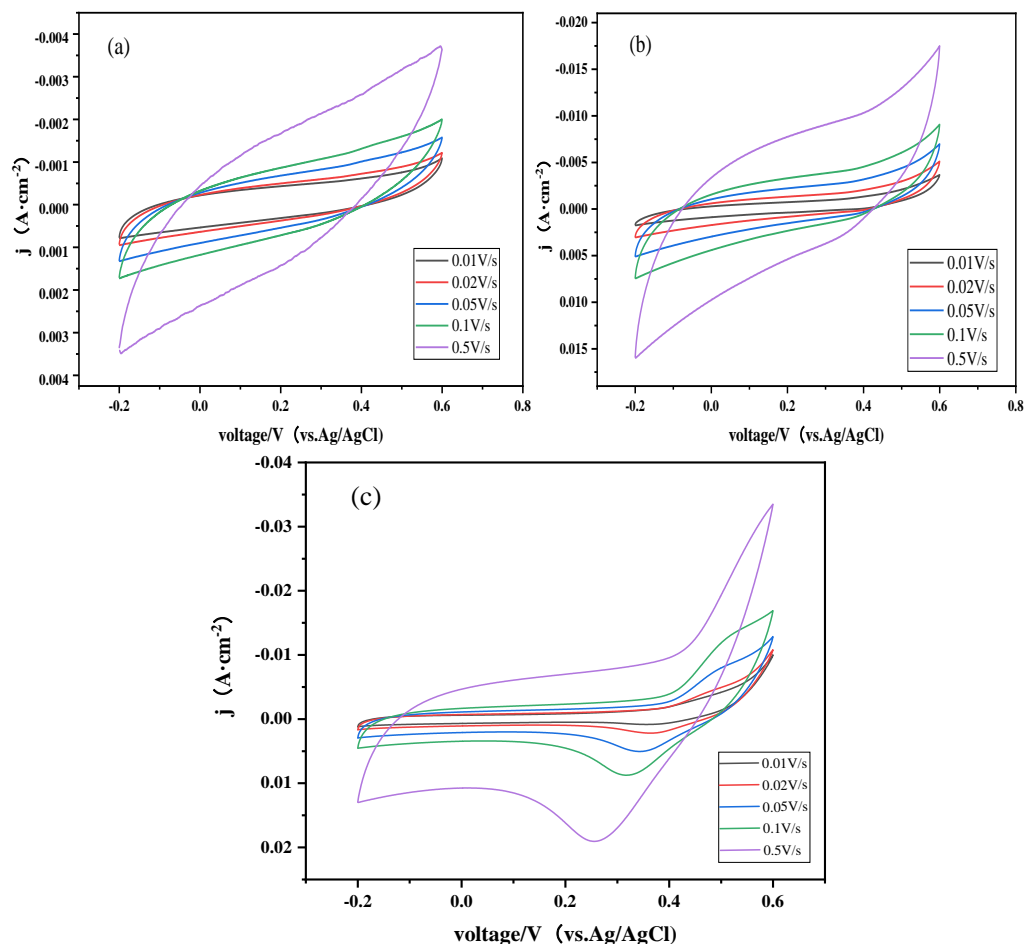 (a)
-0.004
-0.003
-0.002
-0.001
0.000
0.001
0.002
0.003
0.004
j（A·cm-2)
-0.2
0.0
0.2
0.4
0.6
0.8
voltage/V（vs.Ag/AgCl)
0.01V/s
0.02V/s
0.05V/s
0.1V/s
0.5V/s
(b)
-0.020
-0.015
-0.010
-0.005
0.000
0.005
0.010
0.015
j（A·cm-2)
-0.2
0.0
0.2
0.4
0.6
0.8
voltage/V（vs.Ag/AgCl)
0.01V/s
0.02V/s
0.05V/s
0.1V/s
0.5V/s
(c)
-0.04
-0.03
-0.02
-0.01
0.00
0.01
0.02
j（A·cm-2)
-0.2
0.0
0.2
0.4
0.6
voltage/V（vs.Ag/AgCl)
0.01V/s
0.02V/s
0.05V/s
0.1V/s
0.5V/s